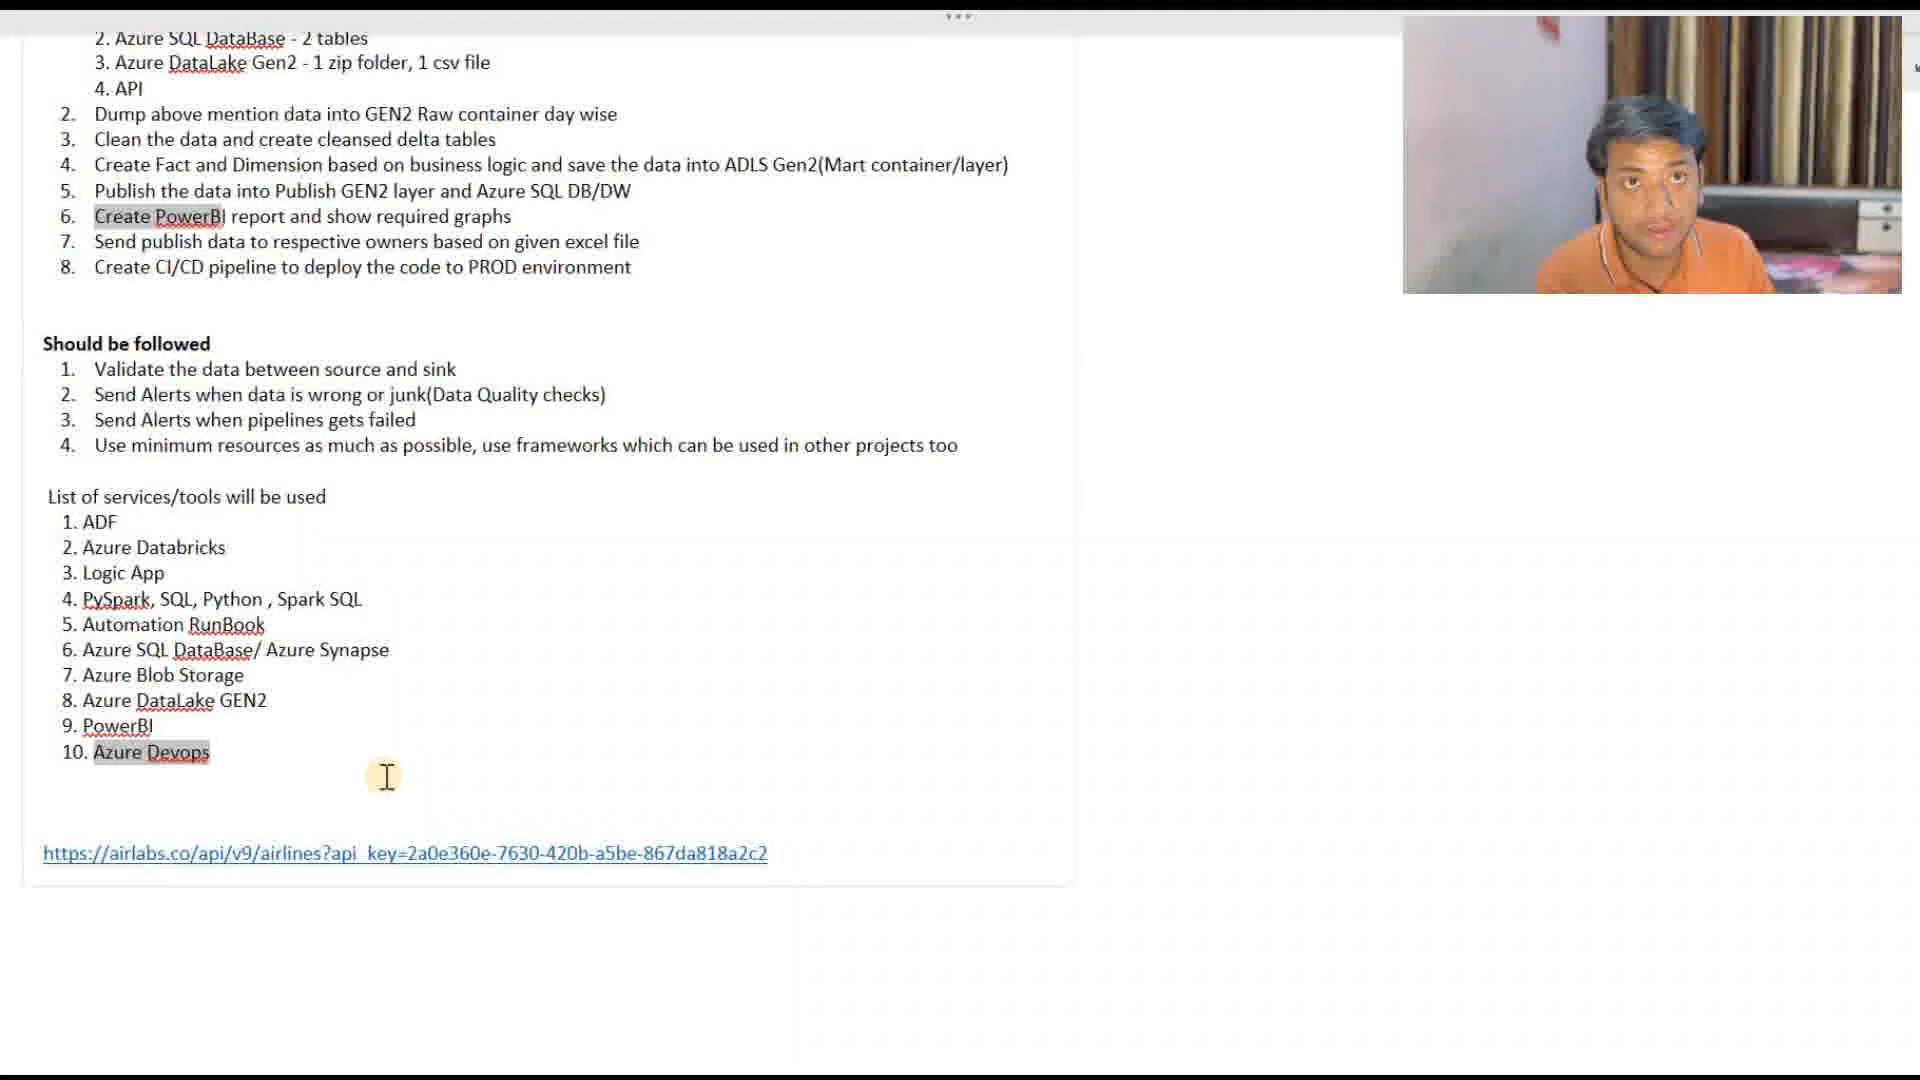 2. Azure SQL DataBase - 2 tables
3. Azure DataLake Gen2 - 1 zip folder, 1 csv file
4. API
2. Dump above mention data into GEN2 Raw container day wise
3. Clean the data and create cleansed delta tables
4. Create Fact and Dimension based on business logic and save the data into ADLS Gen2(Mart container/layer)
5. Publish the data into Publish GEN2 layer and Azure SQL DB/DW
6. Create PowerBI report and show required graphs
7. Send publish data to respective owners based on given excel file
8. Create CI/CD pipeline to deploy the code to PROD environment
Should be followed
1. Validate the data between source and sink
2. Send Alerts when data is wrong or junk(Data Quality checks)
3. Send Alerts when pipelines gets failed
4. Use minimum resources as much as possible, use frameworks which can be used in other projects too
List of services/tools will be used
1. ADF
2. Azure Databricks
3. Logic App
4. PySpark, SQL, Python , Spark SQL
5. Automation RunBook
6. Azure SQL DataBase/ Azure Synapse
7. Azure Blob Storage
8. Azure DataLake GEN2
9. PowerBI
10. Azure Devops
https://airlabs.co/api/v9/airlines?api_key=2a0e360e-7630-420b-a5be-867da818a2c2